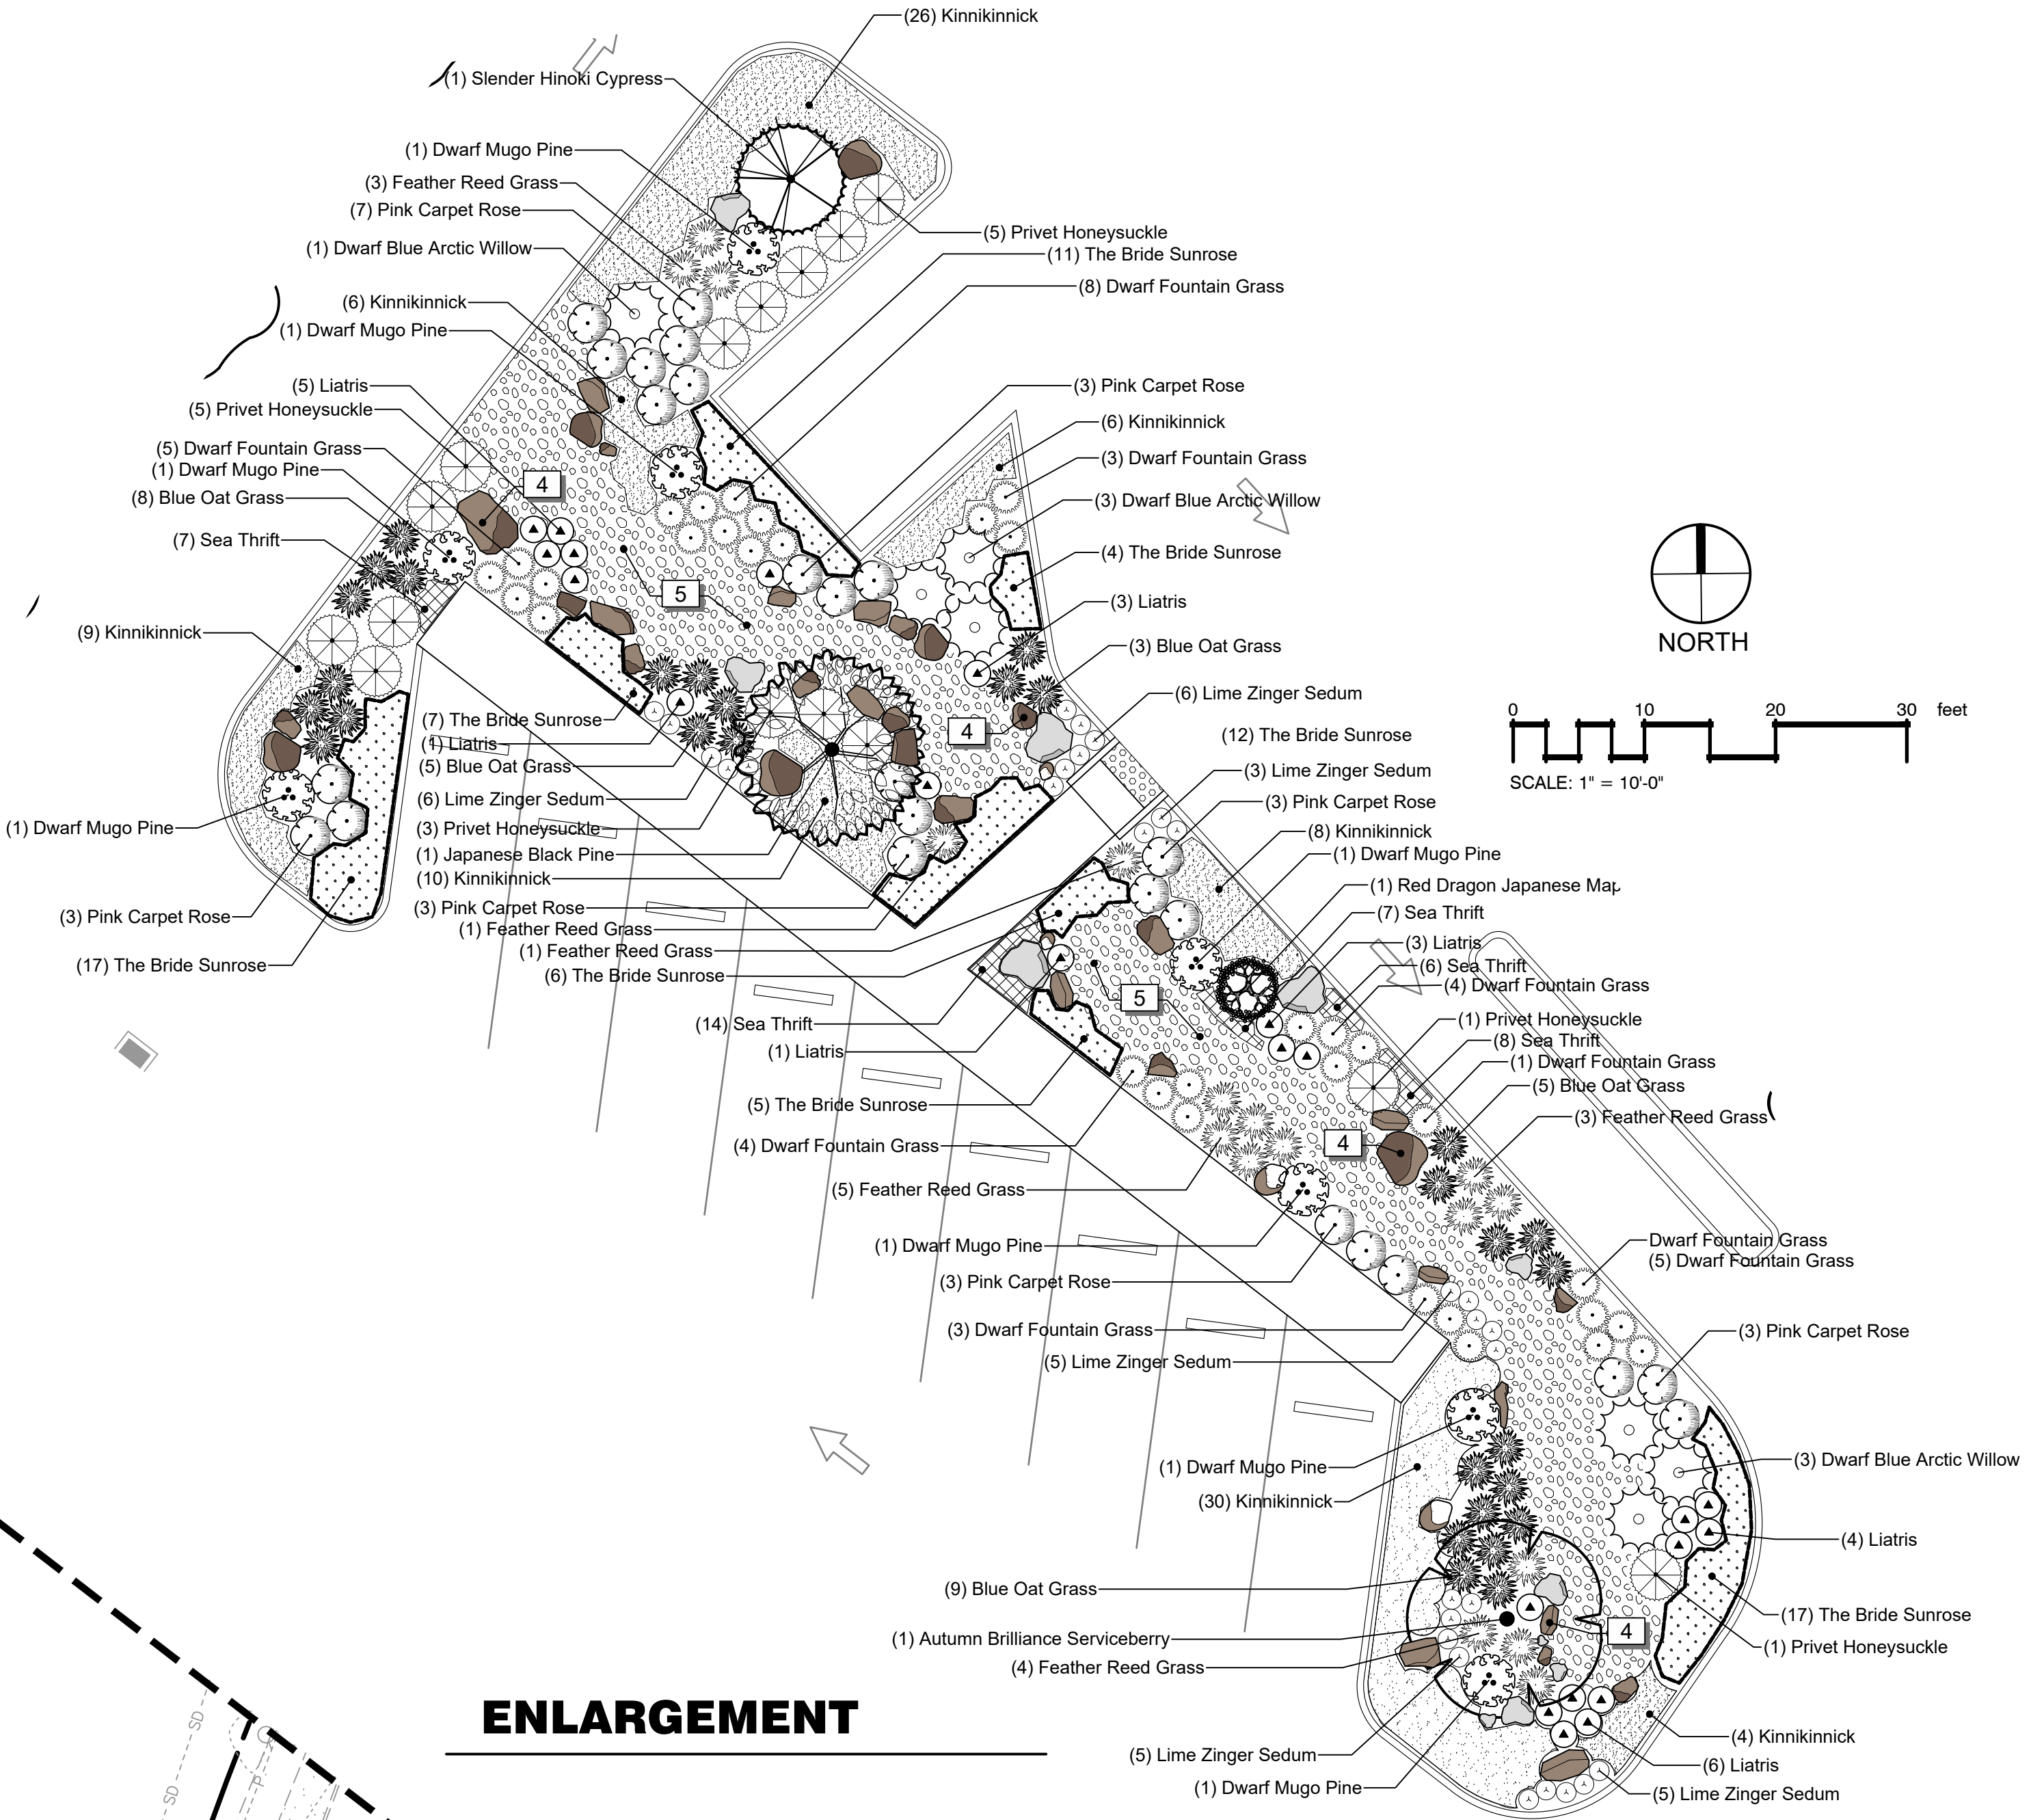 (26) Kinnikinnick
(1) Slender Hinoki Cypress
(1) Dwarf Mugo Pine
(3) Feather Reed Grass
(7) Pink Carpet Rose
(1) Dwarf Blue Arctic Willow
(6) Kinnikinnick
(1) Dwarf Mugo Pine
(5) Liatris
(5) Privet Honeysuckle
(5) Dwarf Fountain Grass
(1) Dwarf Mugo Pine
(8) Blue Oat Grass
(7) Sea Thrift
(9) Kinnikinnick
(1) Dwarf Mugo Pine
(3) Pink Carpet Rose
(17) The Bride Sunrose
(5) Privet Honeysuckle
(11) The Bride Sunrose
(8) Dwarf Fountain Grass
(3) Pink Carpet Rose
(6) Kinnikinnick
(3) Dwarf Fountain Grass
(3) Dwarf Blue Arctic Willow
(4) The Bride Sunrose
(3) Liatris
(3) Blue Oat Grass
(6) Lime Zinger Sedum
(12) The Bride Sunrose
(3) Lime Zinger Sedum
(3) Pink Carpet Rose
(8) Kinnikinnick
(1) Dwarf Mugo Pine
(1) Red Dragon Japanese Map
(7) Sea Thrift
(3) Liatris
(6) Sea Thrift
(4) Dwarf Fountain Grass
(1) Privet Honeysuckle
(8) Sea Thrift
(1) Dwarf Fountain Grass
(5) Blue Oat Grass
(3) Feather Reed Grass
4
5
4
5
4
4
(7) The Bride Sunrose
(1) Liatris
(5) Blue Oat Grass
(6) Lime Zinger Sedum
(3) Privet Honeysuckle
(1) Japanese Black Pine
(10) Kinnikinnick
(3) Pink Carpet Rose
(1) Feather Reed Grass
(1) Feather Reed Grass
(6) The Bride Sunrose
(14) Sea Thrift
(1) Liatris
(5) The Bride Sunrose
(4) Dwarf Fountain Grass
(5) Feather Reed Grass
(1) Dwarf Mugo Pine
(3) Pink Carpet Rose
(3) Dwarf Fountain Grass
(5) Lime Zinger Sedum
(1) Dwarf Mugo Pine
(30) Kinnikinnick
(9) Blue Oat Grass
(1) Autumn Brilliance Serviceberry
(4) Feather Reed Grass
(5) Lime Zinger Sedum
(1) Dwarf Mugo Pine
Dwarf Fountain Grass
(5) Dwarf Fountain Grass
(3) Pink Carpet Rose
(3) Dwarf Blue Arctic Willow
(4) Liatris
(17) The Bride Sunrose
(1) Privet Honeysuckle
(4) Kinnikinnick
(6) Liatris
(5) Lime Zinger Sedum
NORTH
0 10 20 30 feet
SCALE: 1" = 10'-0"
ENLARGEMENT
SD
SD
P